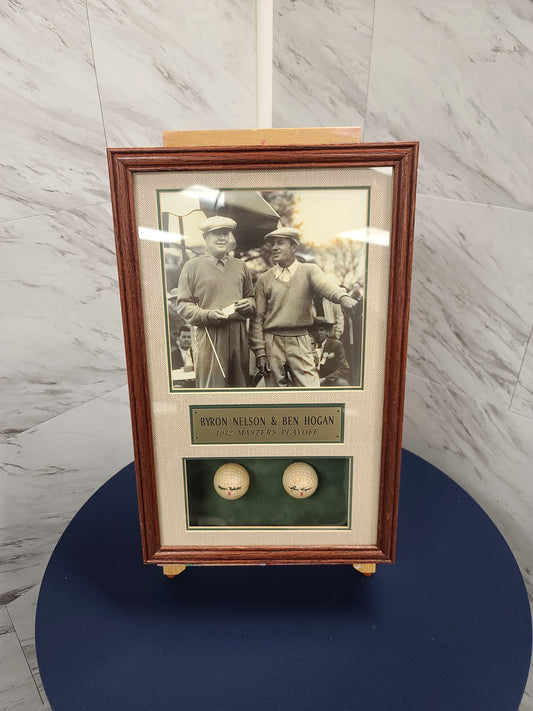 BYRON NELSON & BEN HOGAN
1942 MASTERS PLAYOFF